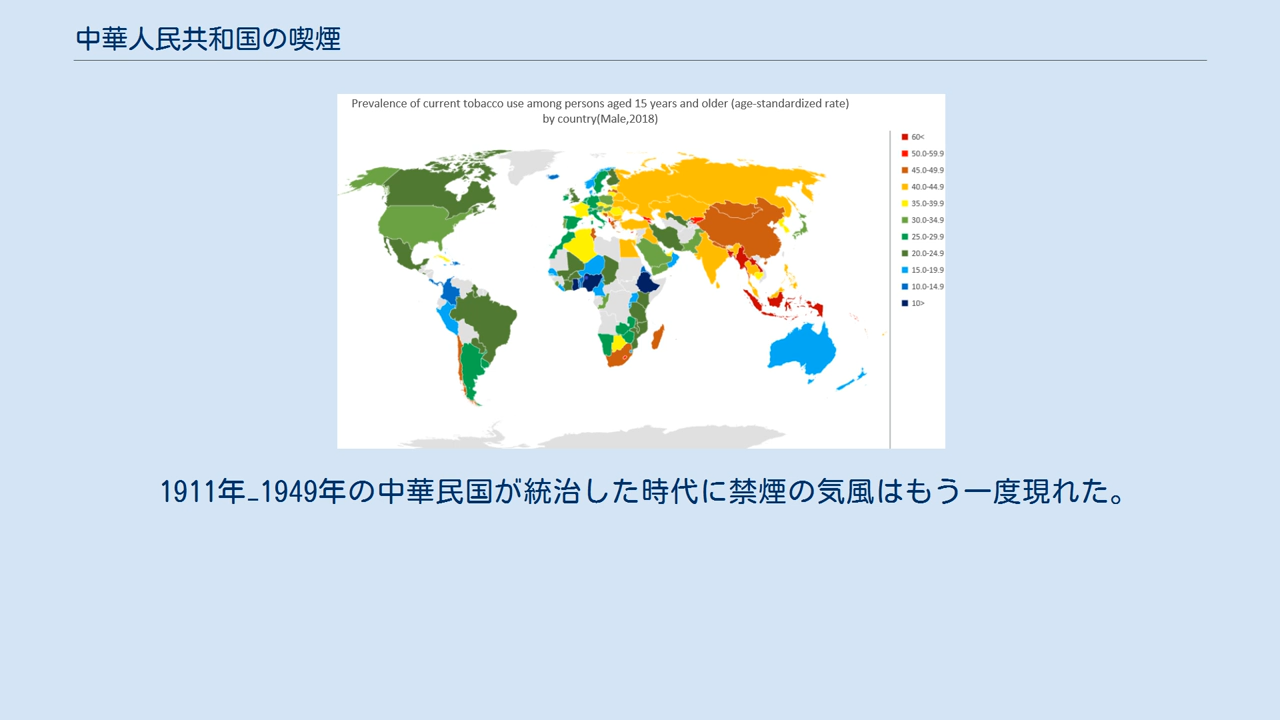 中華人民共和国の喫煙
Prevalence of current tobacco use among persons aged 15 years and older (age-standardized rate)
by country(Male,2018)
60<
50.0-59.9
45.0-49.9
40.0-44.9
35.0-39.9
30.0-34.9
25.0-29.9
20.0-24.9
15.0-19.9
10.0-14.9
10>
1911年-1949年の中華民国が統治した時代に禁煙の気風はもう一度現れた。